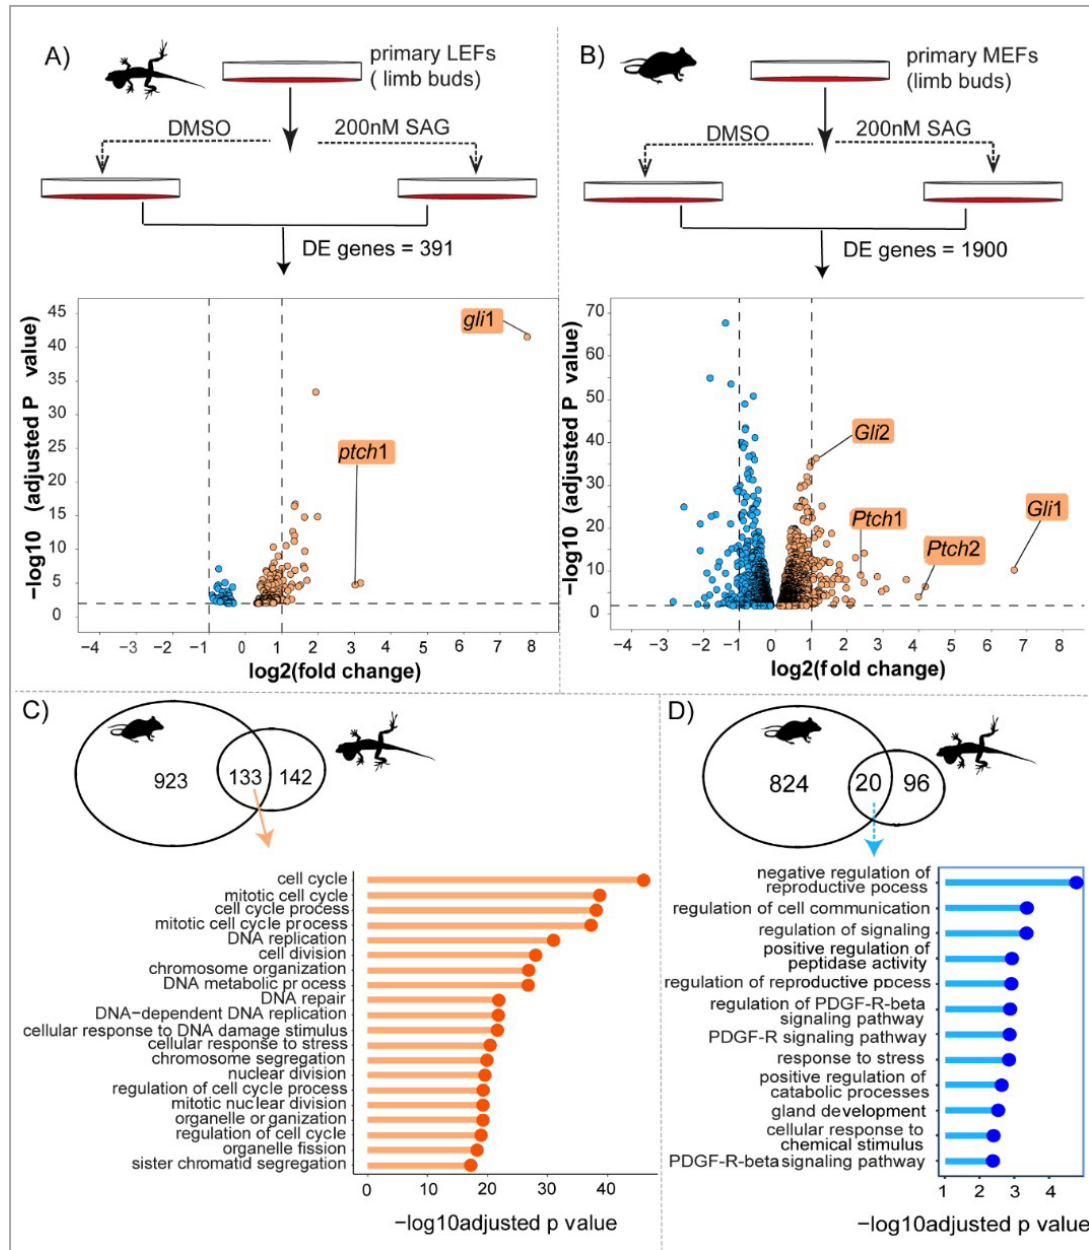 A)
primary LEFs
( limb buds)
DMSO
200nM SAG
DE genes = 391
−log10 (adjusted P value)
45
40
35
30
25
20
15
10
5
0
gli1
ptch1
−4 −3 −2 −1 0 1 2 3 4 5 6 7 8
log2(fold change)
B)
primary MEFs
(limb buds)
DMSO
200nM SAG
DE genes = 1900
−log10 (adjusted P value)
70
60
50
40
30
20
10
0
Gli2
Ptch1
Ptch2
Gli1
−4 −3 −2 −1 0 1 2 3 4 5 6 7 8
log2(fold change)
C)
923 133 142
cell cycle
mitotic cell cycle
cell cycle process
mitotic cell cycle process
DNA replication
cell division
chromosome organization
DNA metabolic process
DNA repair
DNA−dependent DNA replication
cellular response to DNA damage stimulus
cellular response to stress
chromosome segregation
nuclear division
regulation of cell cycle process
mitotic nuclear division
organelle organization
regulation of cell cycle
organelle fission
sister chromatid segregation
0 10 20 30 40
−log10adjusted p value
D)
824 20 96
negative regulation of
reproductive pocess
regulation of cell communication
regulation of signaling
positive regulation of
peptidase activity
regulation of reproductive pocess
regulation of PDGF-R-beta
signaling pathway
PDGF-R signaling pathway
response to stress
positive regulation of
catabolic processes
gland development
cellular response to
chemical stimulus
PDGF-R-beta signaling pathway
1 2 3 4
−log10adjusted p value